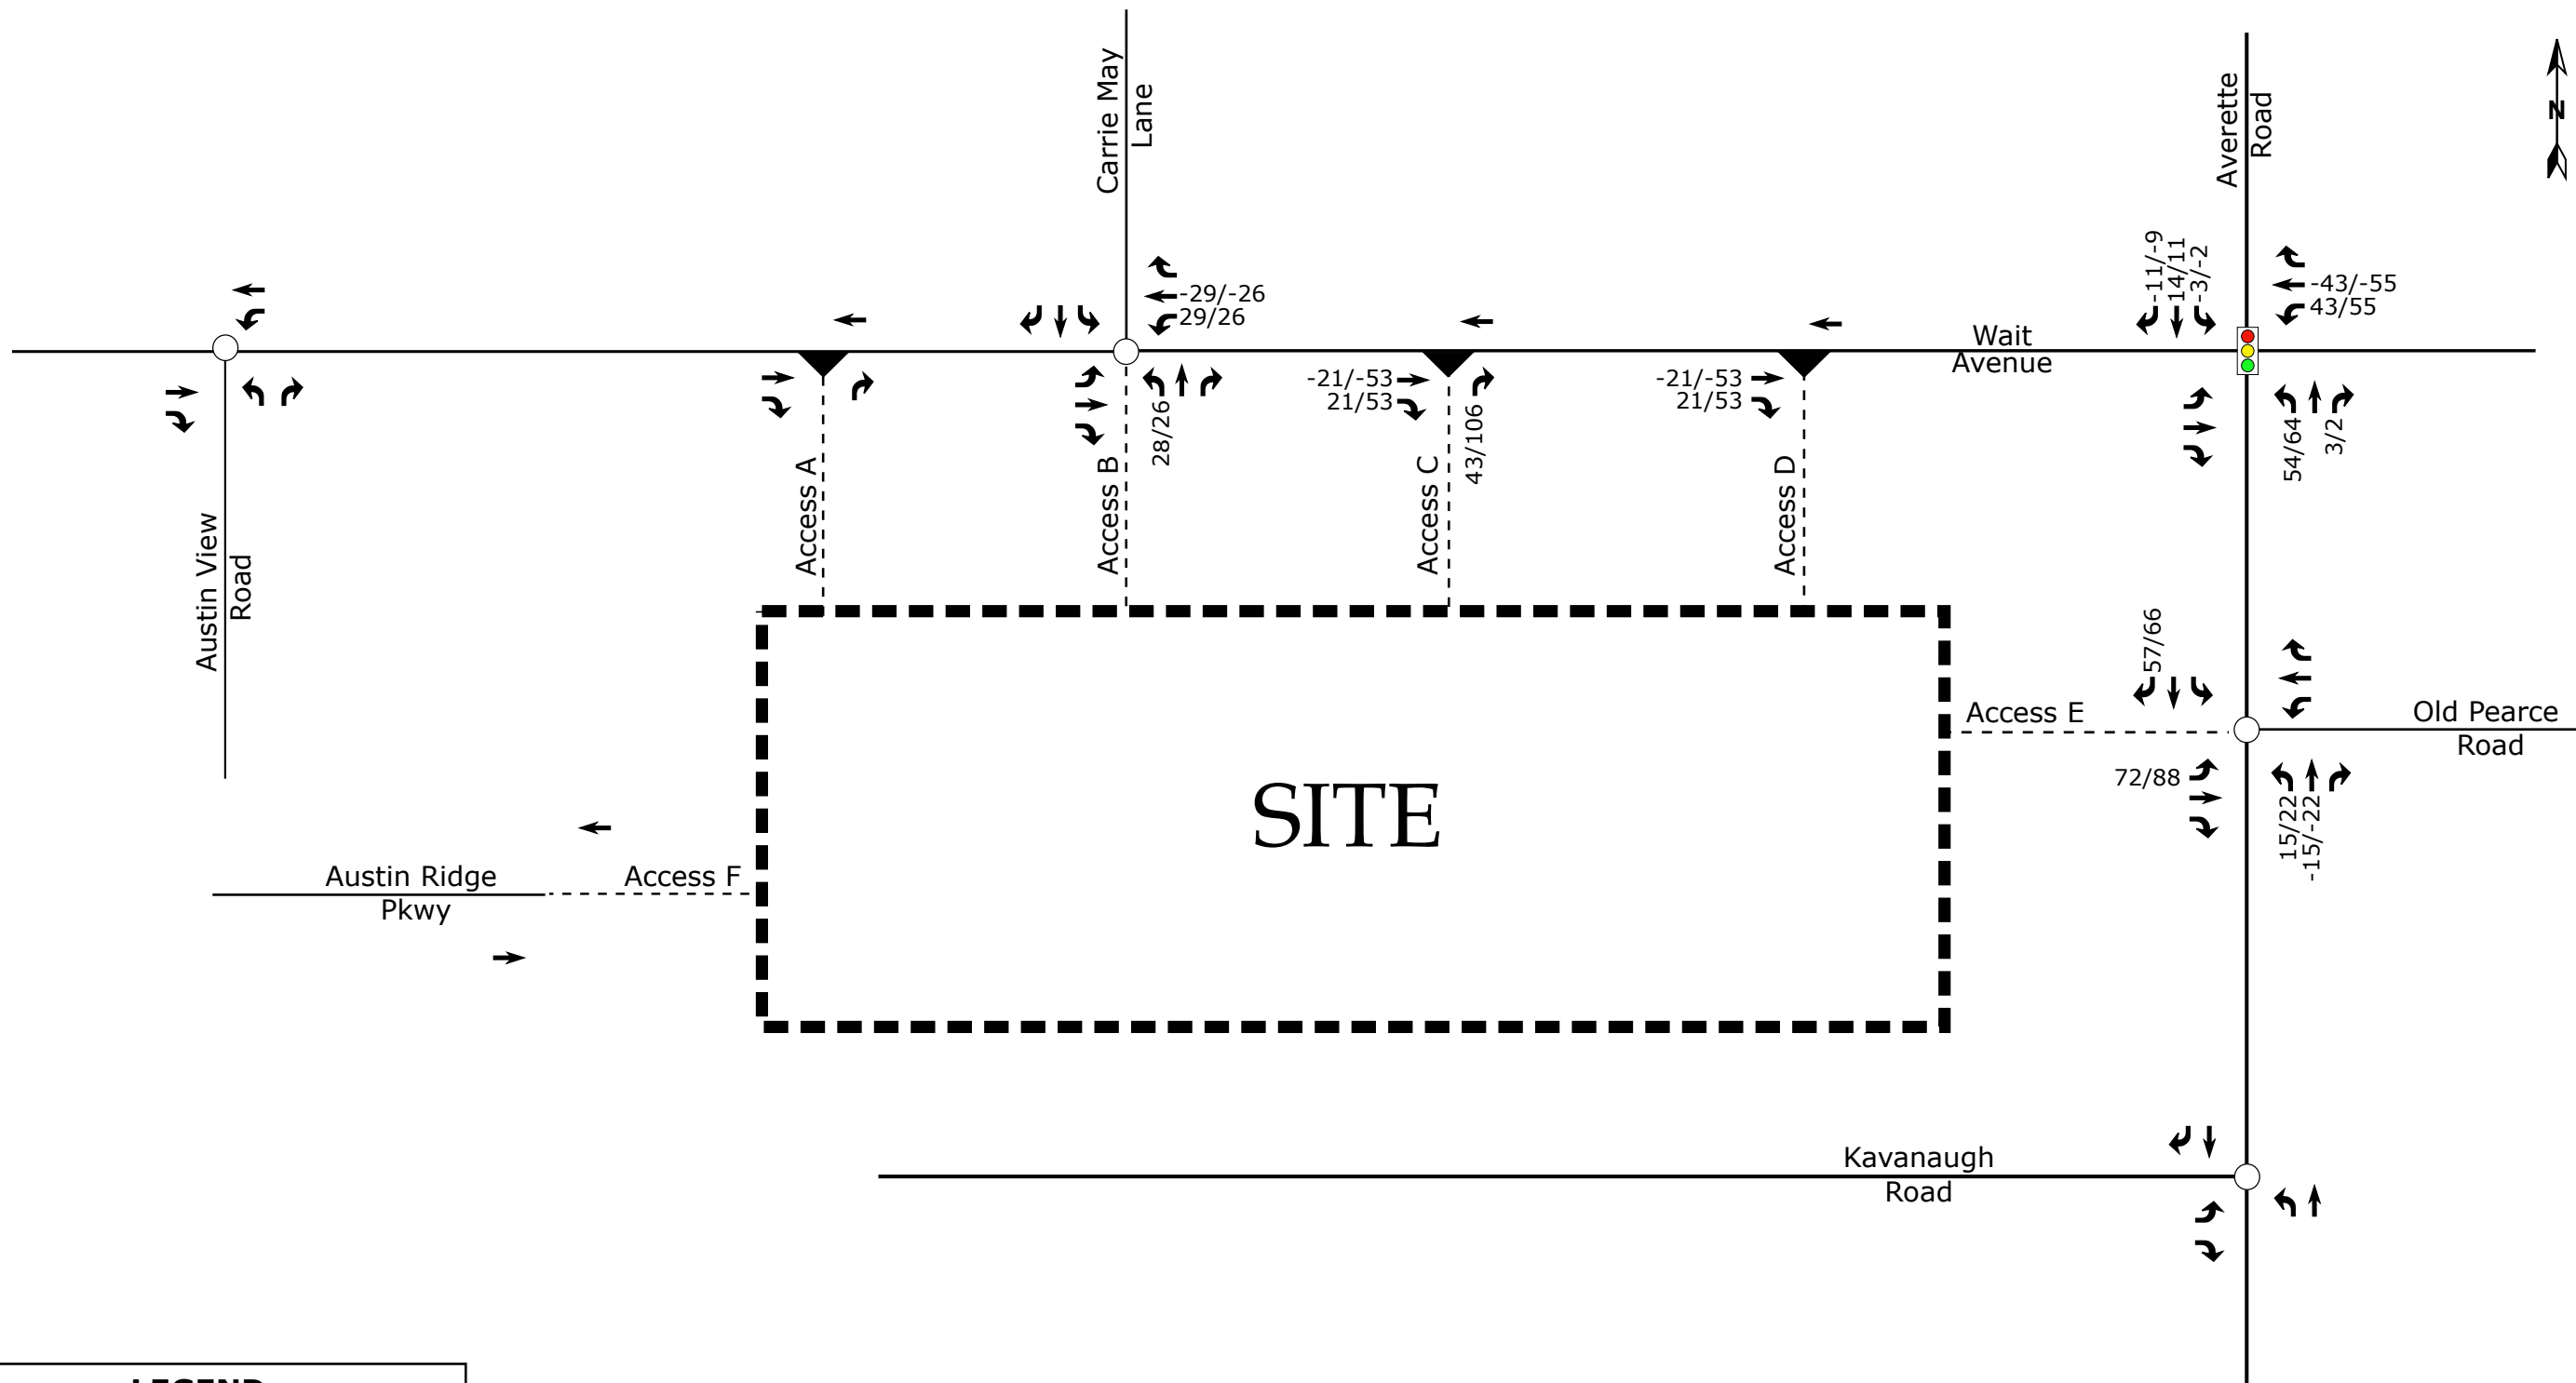 Carrie May
Lane
Averette
Road
N
-29/-26
29/26
-11/-9
14/11
-3/-2
-43/-55
43/55
Wait
Avenue
-21/-53
21/53
-21/-53
21/53
28/26
43/106
54/64
3/2
Access A
Access B
Access C
Access D
Austin View
Road
57/66
Access E
Old Pearce
Road
72/88
15/22
-15/-22
SITE
Austin Ridge
Pkwy
Access F
Kavanaugh
Road
LEGEND